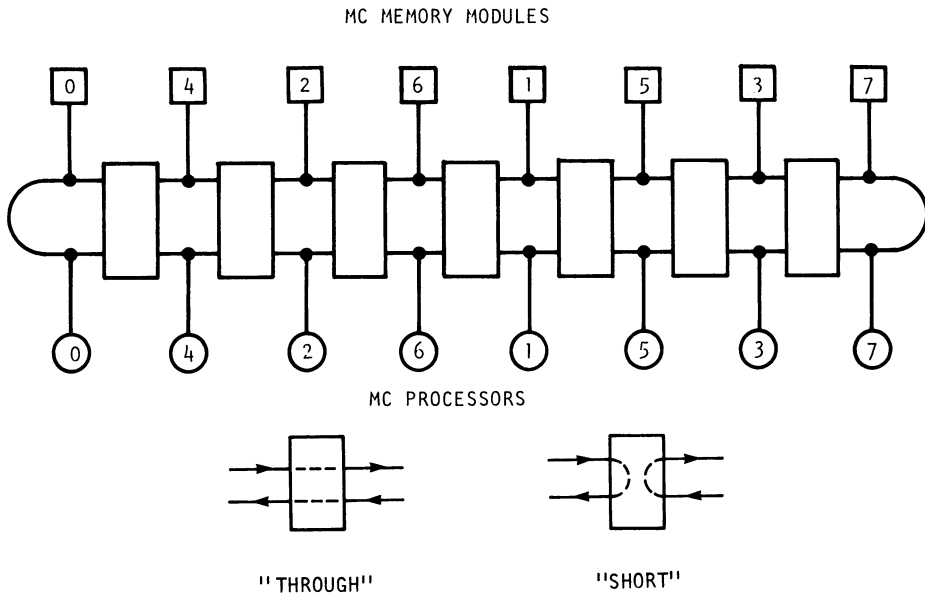 MC MEMORY MODULES
0 4 2 6 1 5 3 7
0 4 2 6 1 5 3 7
MC PROCESSORS
"THROUGH" "SHORT"